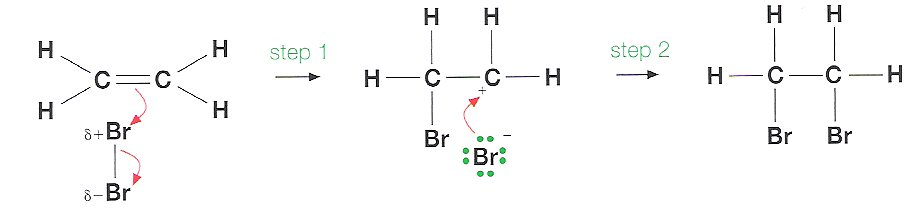 H H H H H H
H H step 1 step 2
C C H C C H H C C H
H H +
δ+Br Br Br − Br Br
δ−Br